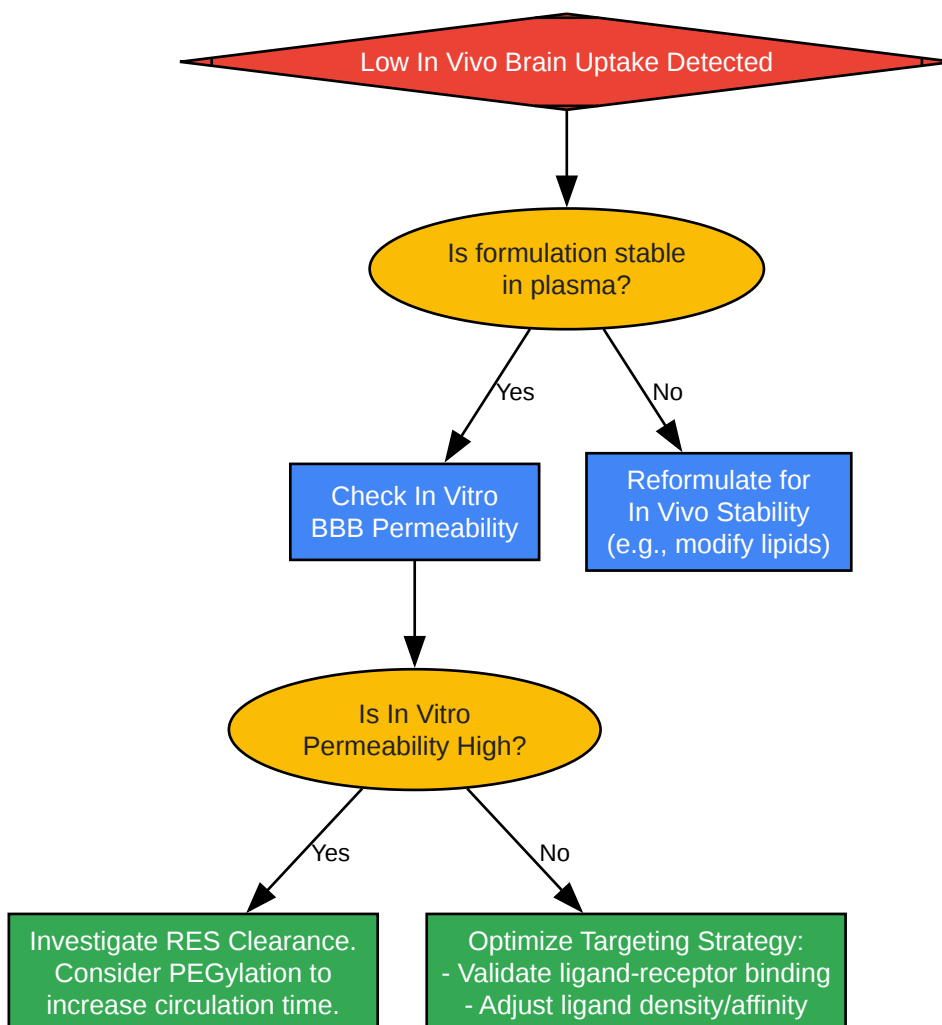 Low In Vivo Brain Uptake Detected
Is formulation stable
in plasma?
Yes
No
Check In Vitro
BBB Permeability
Reformulate for
In Vivo Stability
(e.g., modify lipids)
Is In Vitro
Permeability High?
Yes
No
Investigate RES Clearance.
Consider PEGylation to
increase circulation time.
Optimize Targeting Strategy:
- Validate ligand-receptor binding
- Adjust ligand density/affinity